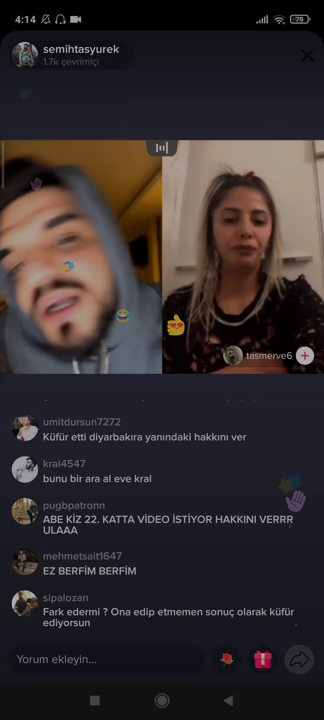 4:14
79
semihtasyurek
1.7k çevrimiçi
tasmerve6
umitdursun7272
Küfür etti diyarbakıra yanındaki hakkını ver
kral4547
bunu bir ara al eve kral
pugbpatronn
ABE KİZ 22. KATTA VİDEO İSTİYOR HAKKINI VERRR
ULAAA
mehmetsait1647
EZ BERFİM BERFİM
sipalozan
Fark edermi ? Ona edip etmemen sonuç olarak küfür
ediyorsun
Yorum ekleyin...